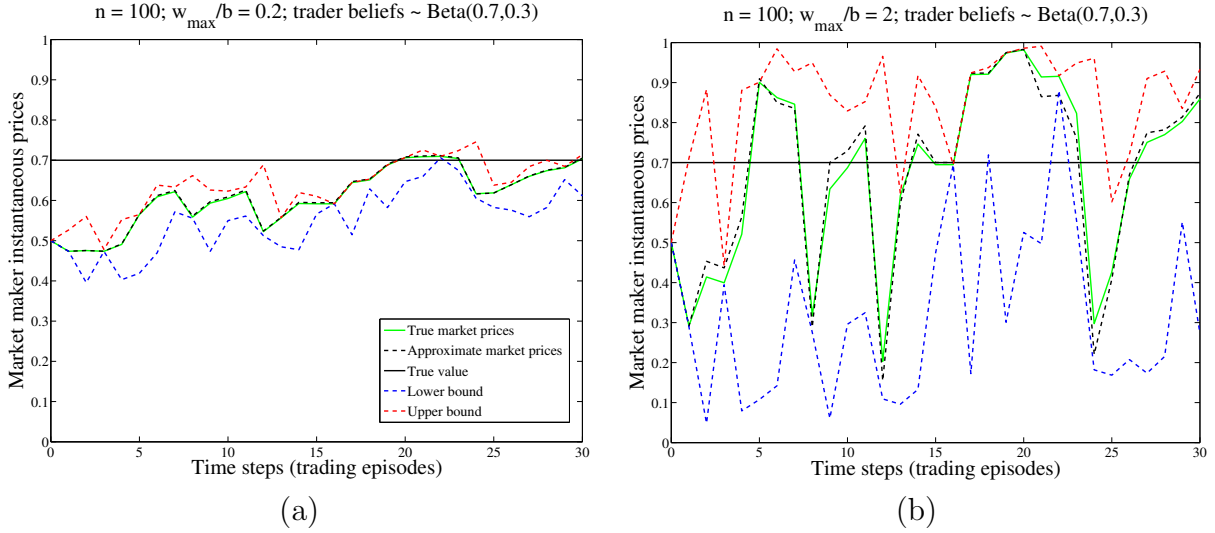 n = 100; w_max/b = 0.2; trader beliefs ~ Beta(0.7,0.3)
Market maker instantaneous prices
1
0.9
0.8
0.7
0.6
0.5
0.4
0.3
0.2
0.1
0
True market prices
Approximate market prices
True value
Lower bound
Upper bound
0 5 10 15 20 25 30
Time steps (trading episodes)
(a)
n = 100; w_max/b = 2; trader beliefs ~ Beta(0.7,0.3)
Market maker instantaneous prices
1
0.9
0.8
0.7
0.6
0.5
0.4
0.3
0.2
0.1
0
0 5 10 15 20 25 30
Time steps (trading episodes)
(b)